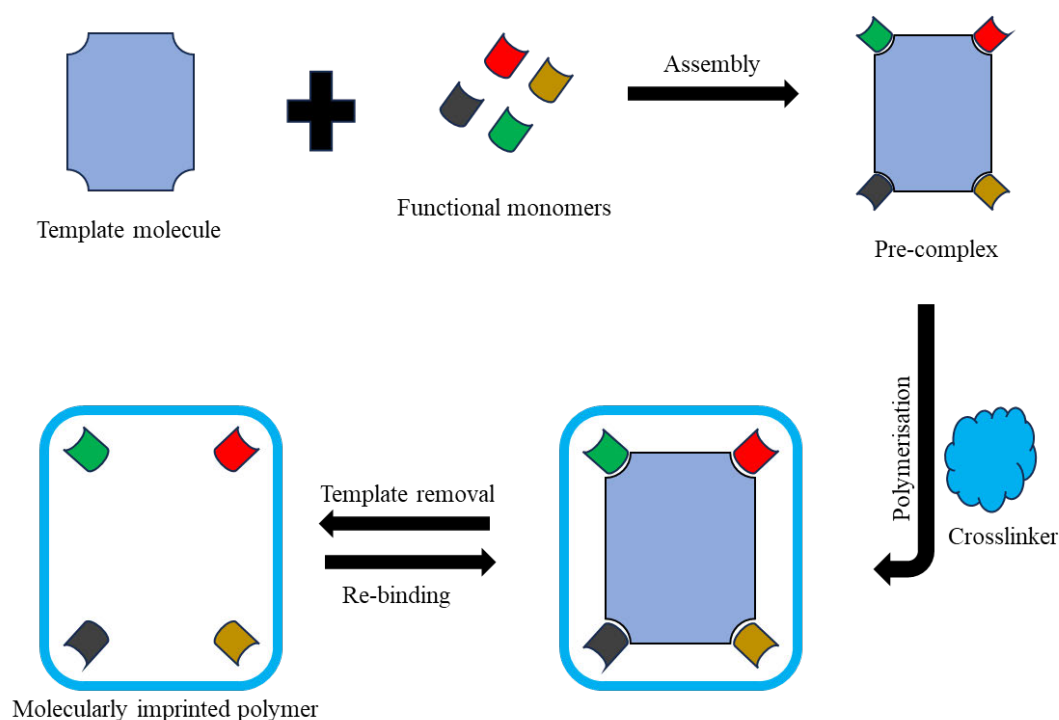 Assembly
Template molecule
Functional monomers
Pre-complex
Polymerisation
Crosslinker
Template removal
Re-binding
Molecularly imprinted polymer